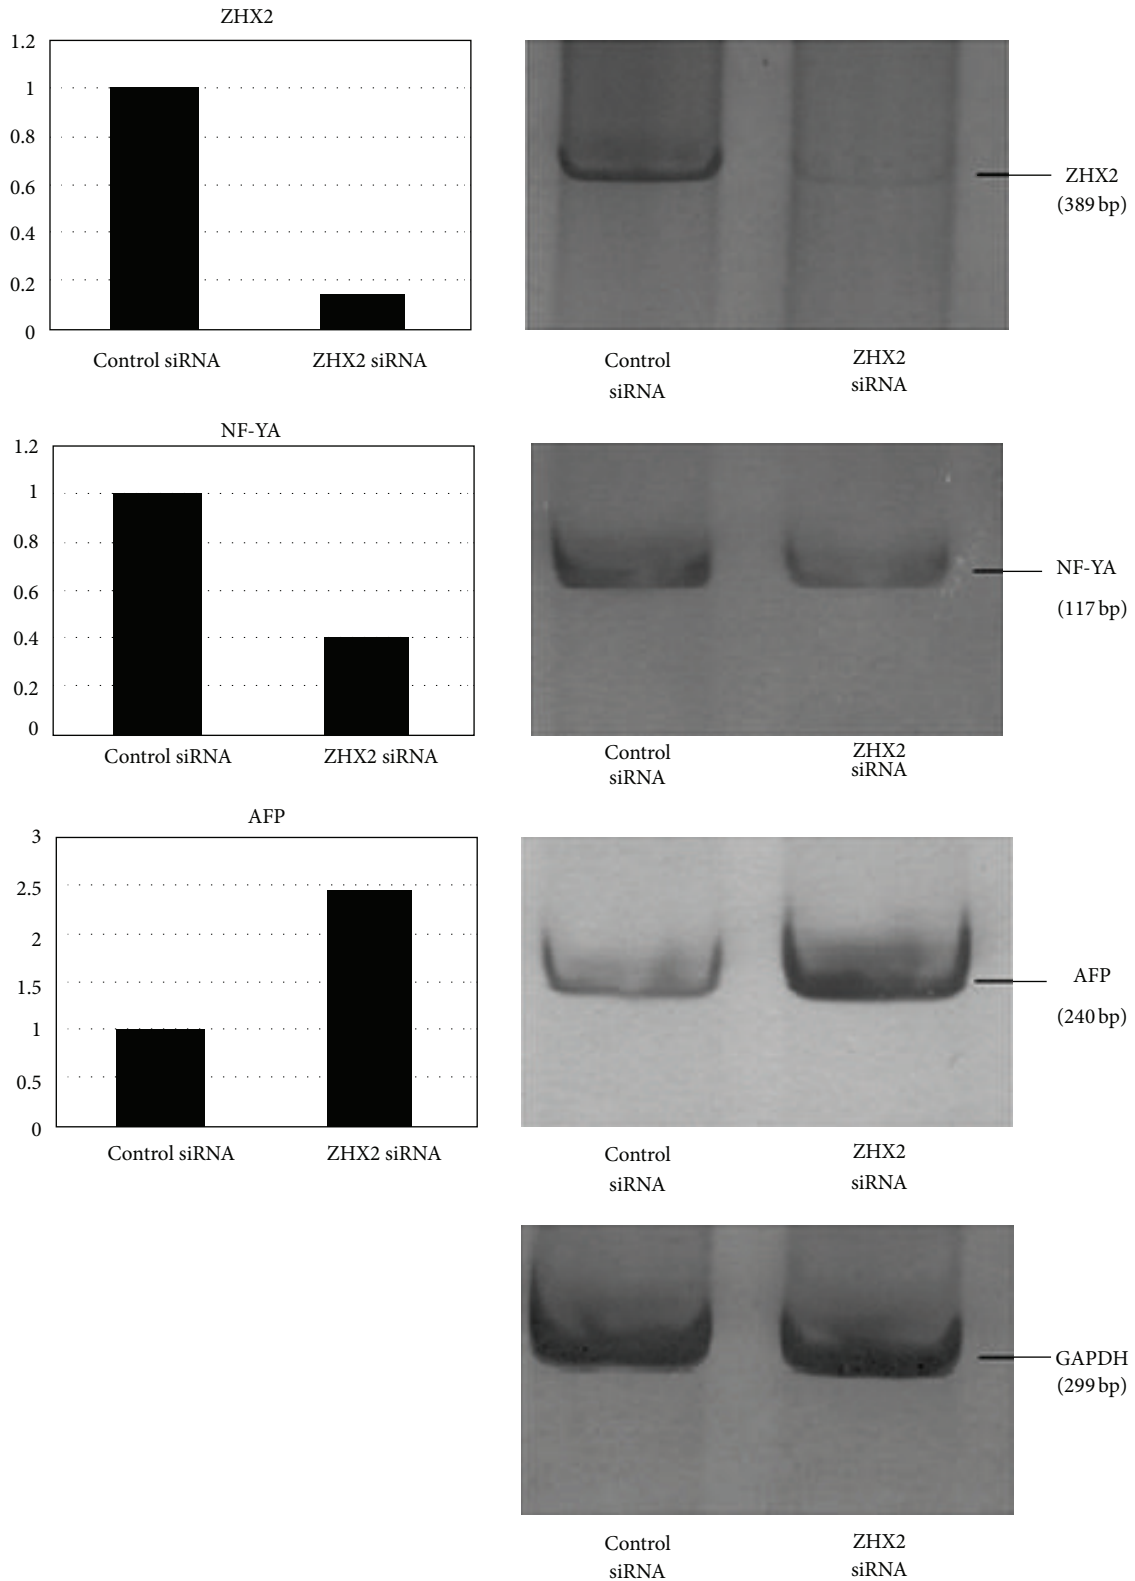 ZHX2
1.2
1
0.8
0.6
0.4
0.2
0
Control siRNA
ZHX2 siRNA
ZHX2
(389 bp)
Control
siRNA
ZHX2
siRNA
NF-YA
1.2
1
0.8
0.6
0.4
0.2
0
Control siRNA
ZHX2 siRNA
NF-YA
(117 bp)
Control
siRNA
ZHX2
siRNA
AFP
3
2.5
2
1.5
1
0.5
0
Control siRNA
ZHX2 siRNA
AFP
(240 bp)
Control
siRNA
ZHX2
siRNA
GAPDH
(299 bp)
Control
siRNA
ZHX2
siRNA